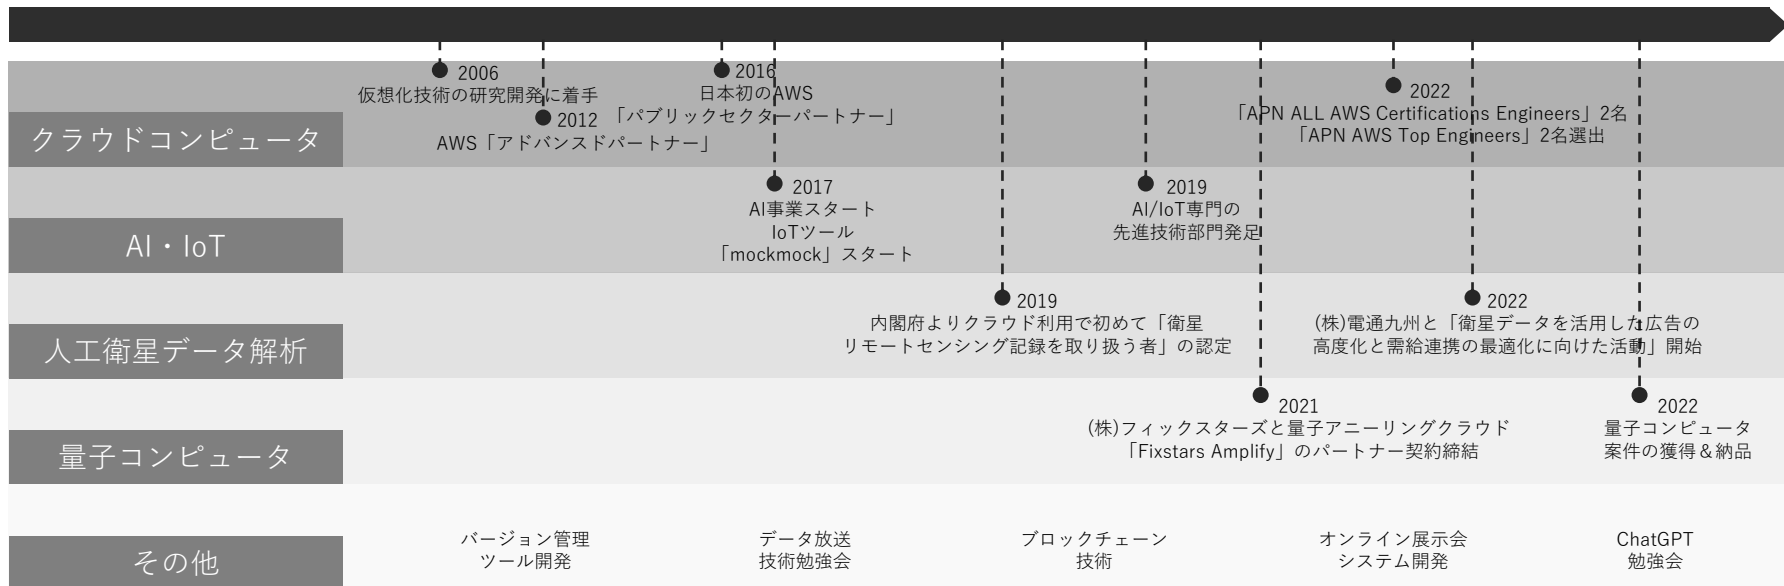 クラウドコンピュータ
2006
仮想化技術の研究開発に着手
2012
AWS「アドバンスドパートナー」
2016
日本初のAWS
「パブリックセクターパートナー」
2022
「APN ALL AWS Certifications Engineers」2名
「APN AWS Top Engineers」2名選出
AI・IoT
2017
AI事業スタート
IoTツール
「mockmock」スタート
2019
AI/IoT専門の
先進技術部門発足
人工衛星データ解析
2019
内閣府よりクラウド利用で初めて「衛星
リモートセンシング記録を取り扱う者」の認定
2022
(株)電通九州と「衛星データを活用した広告の
高度化と需給連携の最適化に向けた活動」開始
量子コンピュータ
2021
(株)フィックスターズと量子アニーリングクラウド
「Fixstars Amplify」のパートナー契約締結
2022
量子コンピュータ
案件の獲得＆納品
その他
バージョン管理
ツール開発
データ放送
技術勉強会
ブロックチェーン
技術
オンライン展示会
システム開発
ChatGPT
勉強会